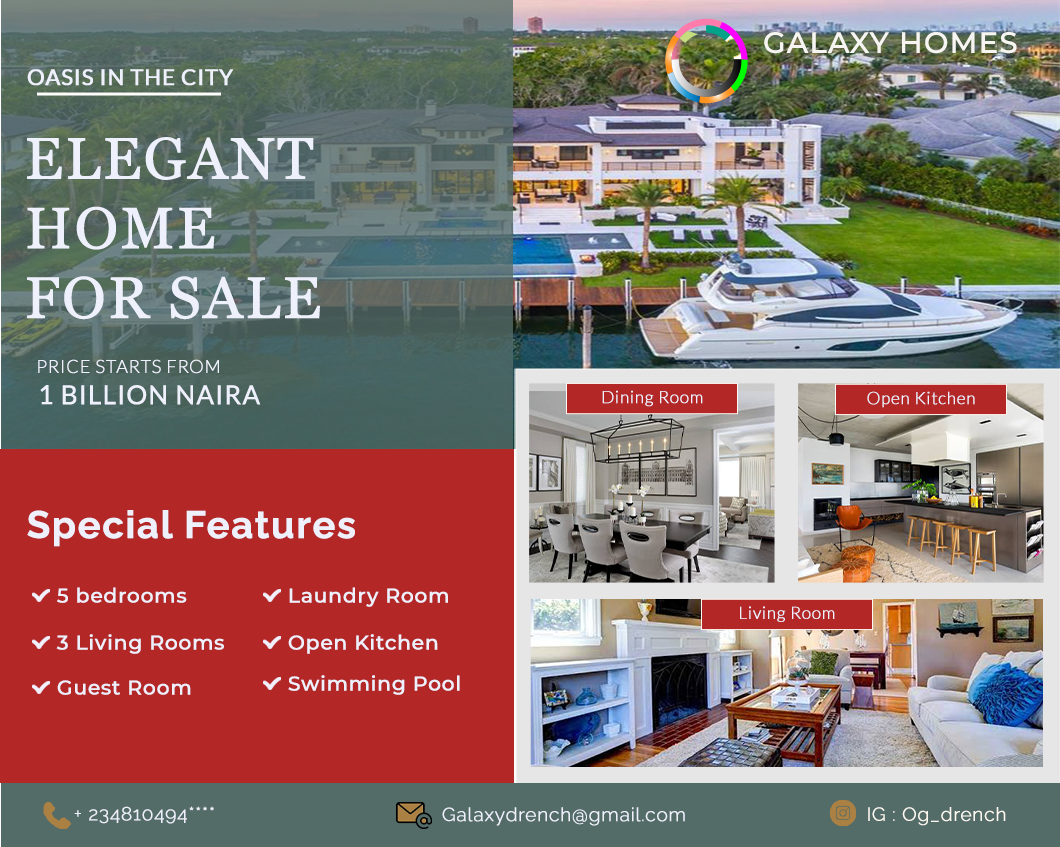 GALAXY HOMES
OASIS IN THE CITY
ELEGANT
HOME
FOR SALE
PRICE STARTS FROM
1 BILLION NAIRA
Dining Room
Open Kitchen
Living Room
Special Features
5 bedrooms
Laundry Room
3 Living Rooms
Open Kitchen
Guest Room
Swimming Pool
+ 234810494****
Galaxydrench@gmail.com
IG : Og_drench